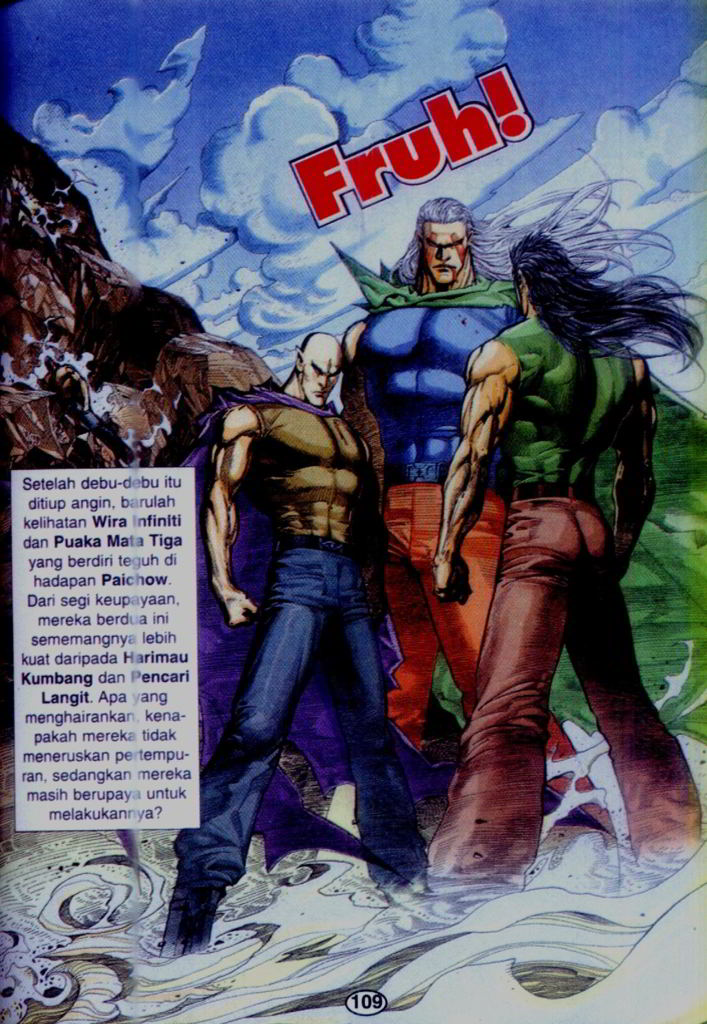 Fruh!
Setelah debu-debu itu
ditiup angin, barulah
kelihatan Wira Infiniti
dan Puaka Mata Tiga
yang berdiri teguh di
hadapan Paichow.
Dari segi keupayaan,
mereka berdua ini
sememangnya lebih
kuat daripada Harimau
Kumbang dan Pencari
Langit. Apa yang
menghairankan, kena-
pakah mereka tidak
meneruskan pertempu-
ran, sedangkan mereka
masih berupaya untuk
melakukannya?
109